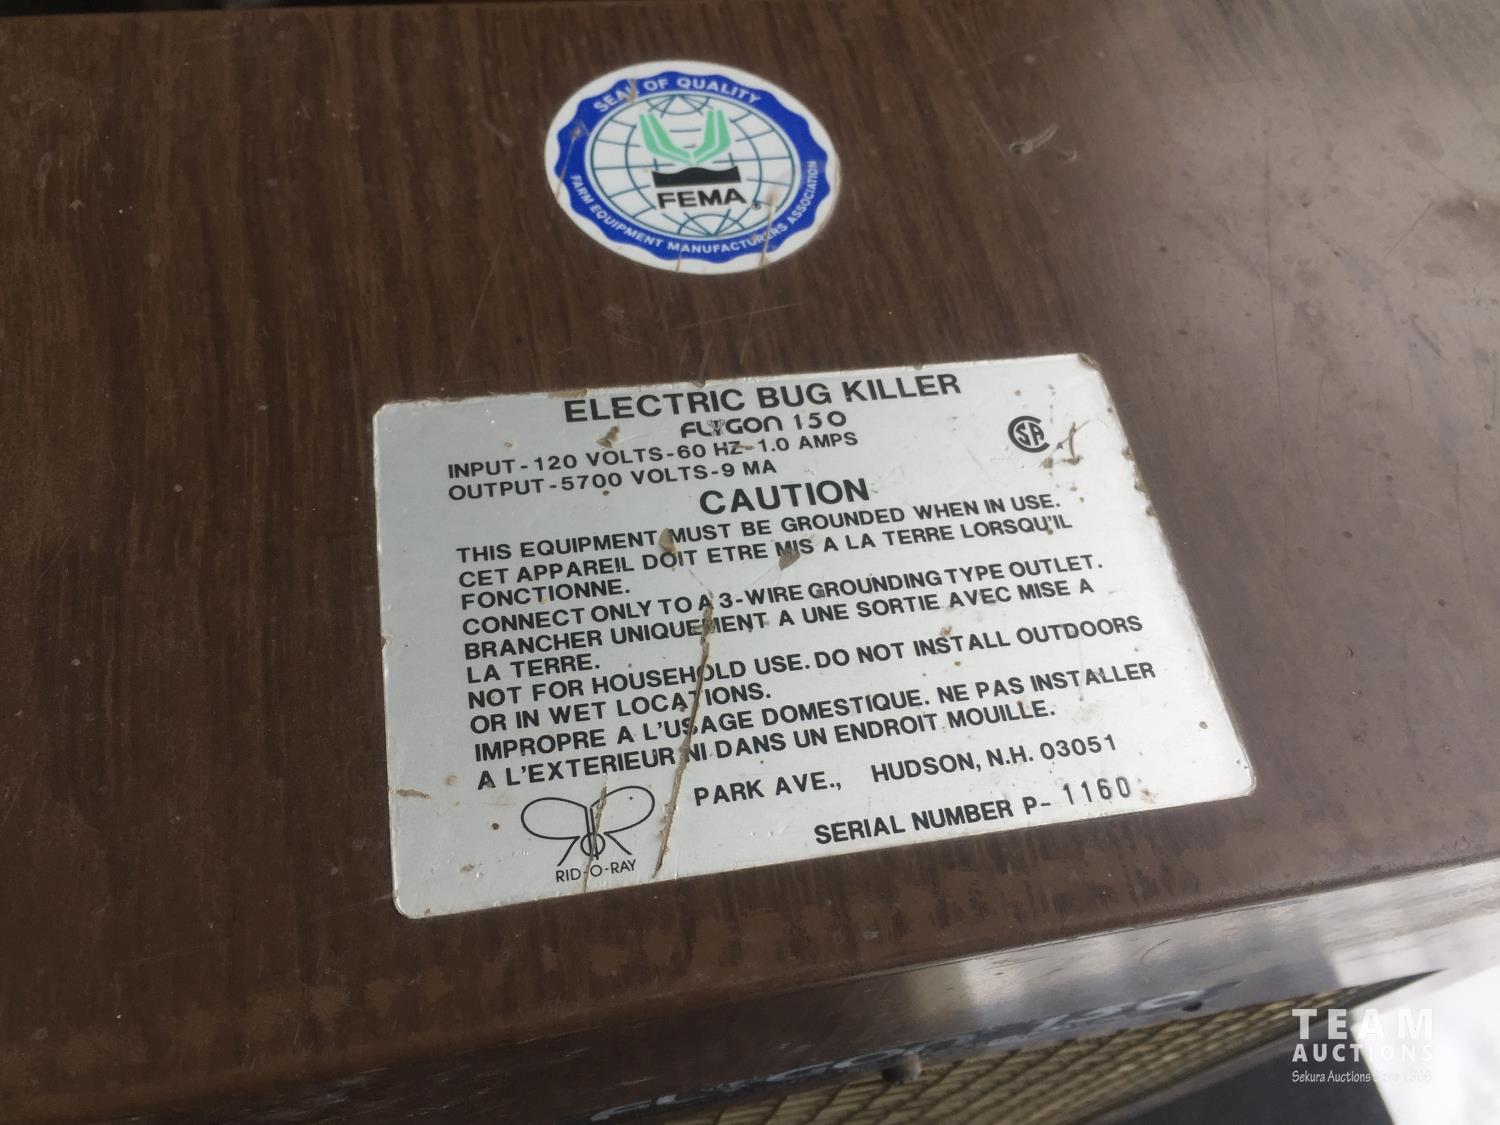 SEAL OF QUALITY
FEMA®
FARM EQUIPMENT MANUFACTURERS ASSOCIATION
ELECTRIC BUG KILLER
FLYGON 150
INPUT-120 VOLTS-60 HZ-1.0 AMPS
OUTPUT-5700 VOLTS-9 MA
CAUTION
THIS EQUIPMENT MUST BE GROUNDED WHEN IN USE.
CET APPAREIL DOIT ETRE MIS A LA TERRE LORSQU'IL
FONCTIONNE.
CONNECT ONLY TO A 3-WIRE GROUNDING TYPE OUTLET.
BRANCHER UNIQUEMENT A UNE SORTIE AVEC MISE A
LA TERRE.
NOT FOR HOUSEHOLD USE. DO NOT INSTALL OUTDOORS
OR IN WET LOCATIONS.
IMPROPRE A L'USAGE DOMESTIQUE. NE PAS INSTALLER
A L'EXTERIEUR NI DANS UN ENDROIT MOUILLE.
PARK AVE., HUDSON, N.H. 03051
SERIAL NUMBER P- 1160
RID-O-RAY
TEAM
AUCTIONS
Sekura Auctions Since 1966